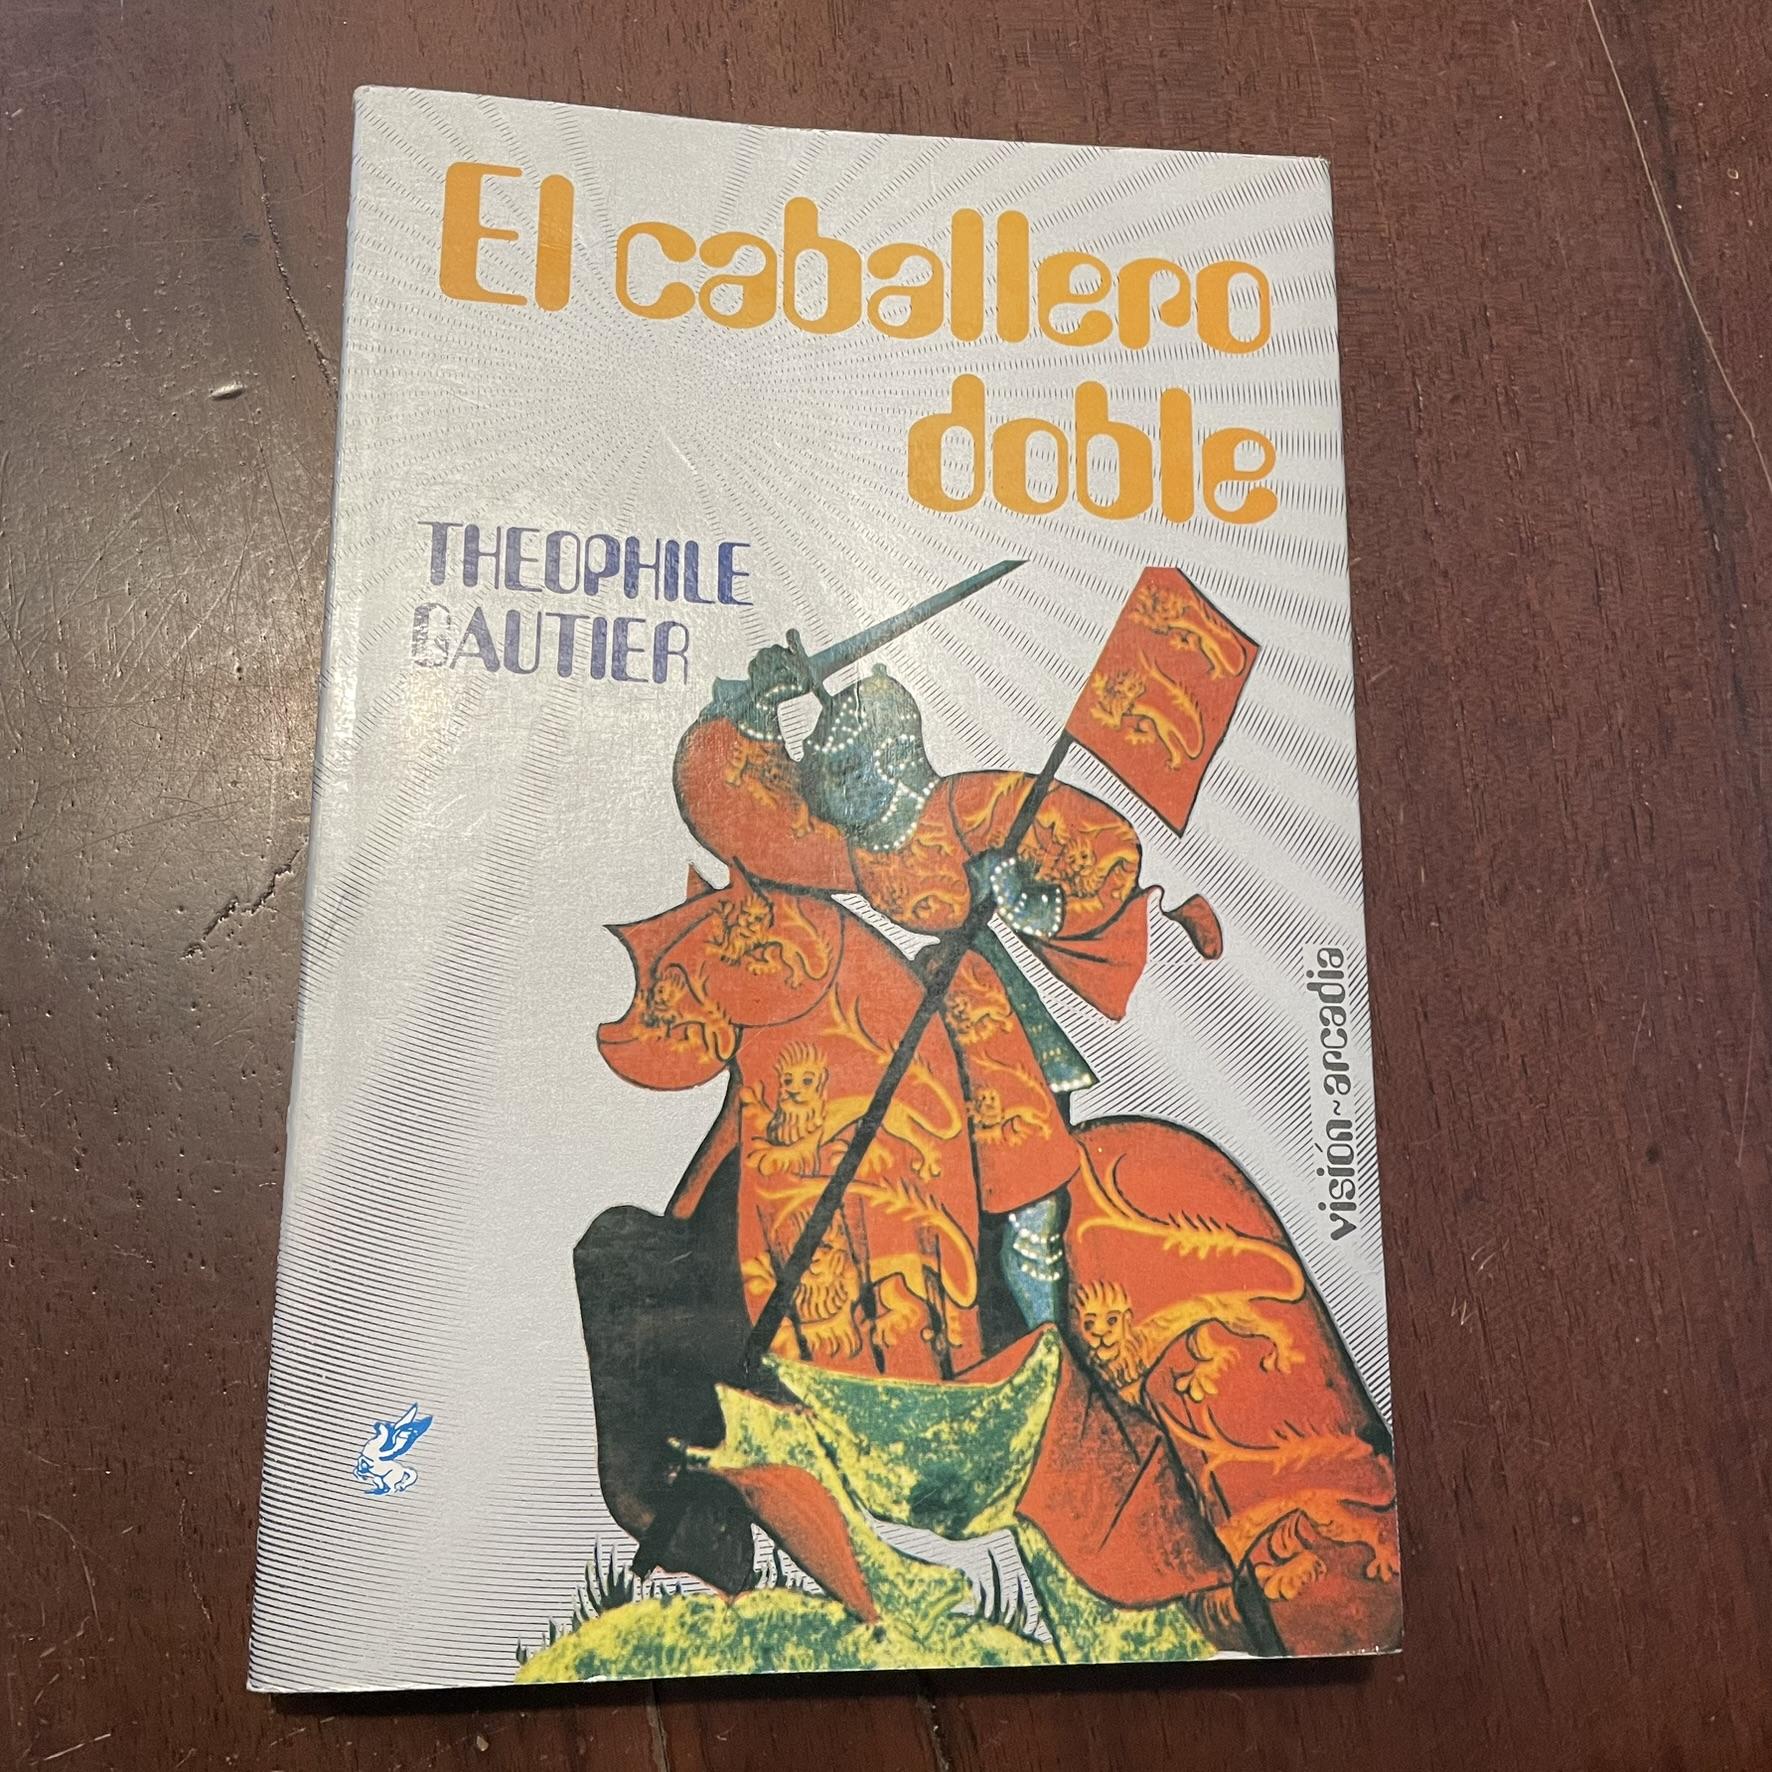 El caballero
doble
THEOPHILE
GAUTIER
visión~arcadia